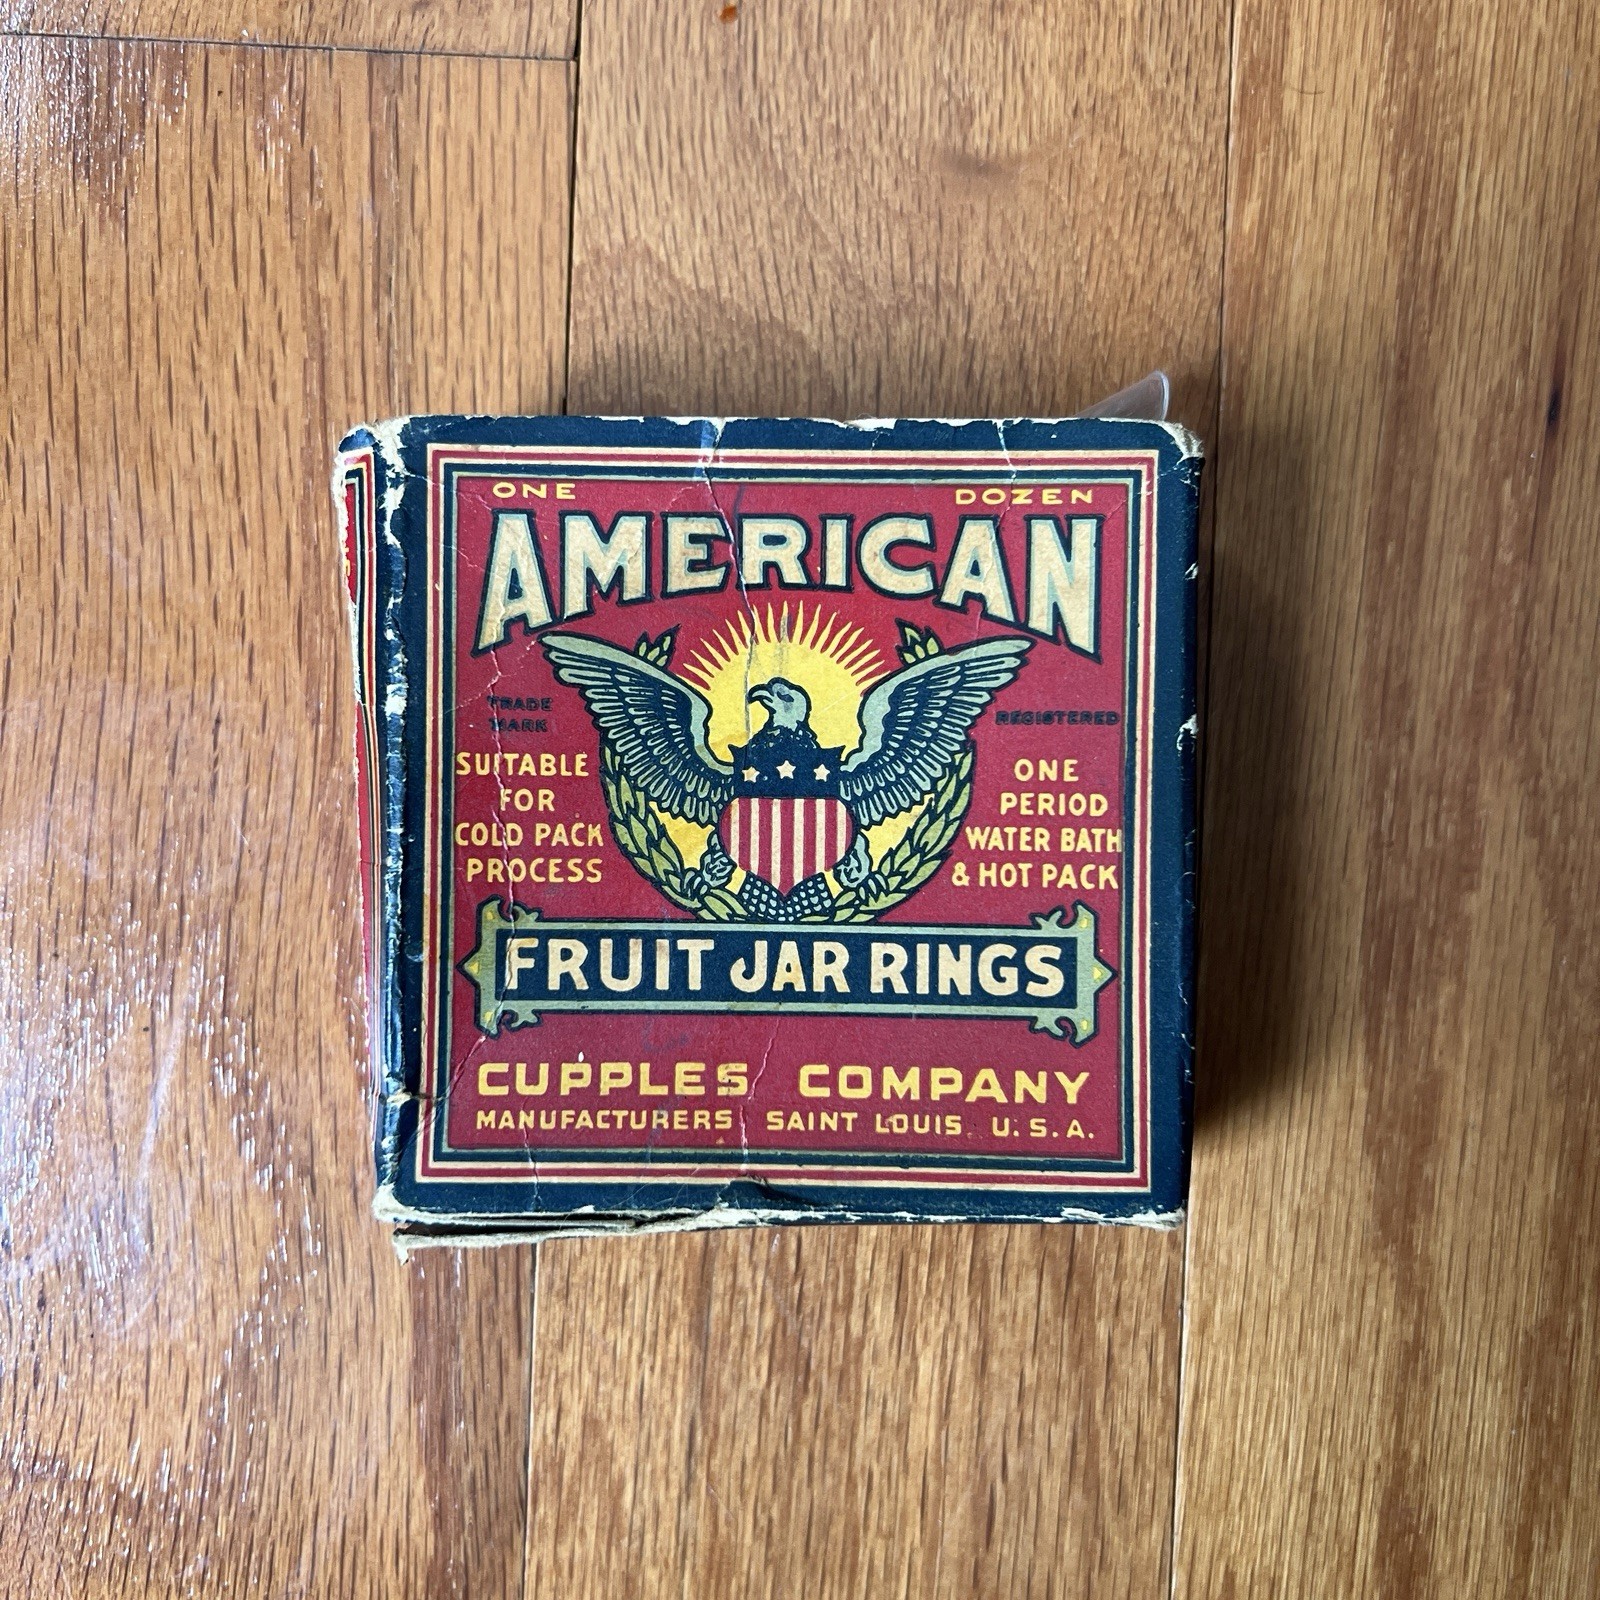 ONE DOZEN
AMERICAN
TRADE MARK
REGISTERED
SUITABLE
FOR
COLD PACK
PROCESS
ONE
PERIOD
WATER BATH
& HOT PACK
FRUIT JAR RINGS
CUPPLES COMPANY
MANUFACTURERS SAINT LOUIS U.S.A.